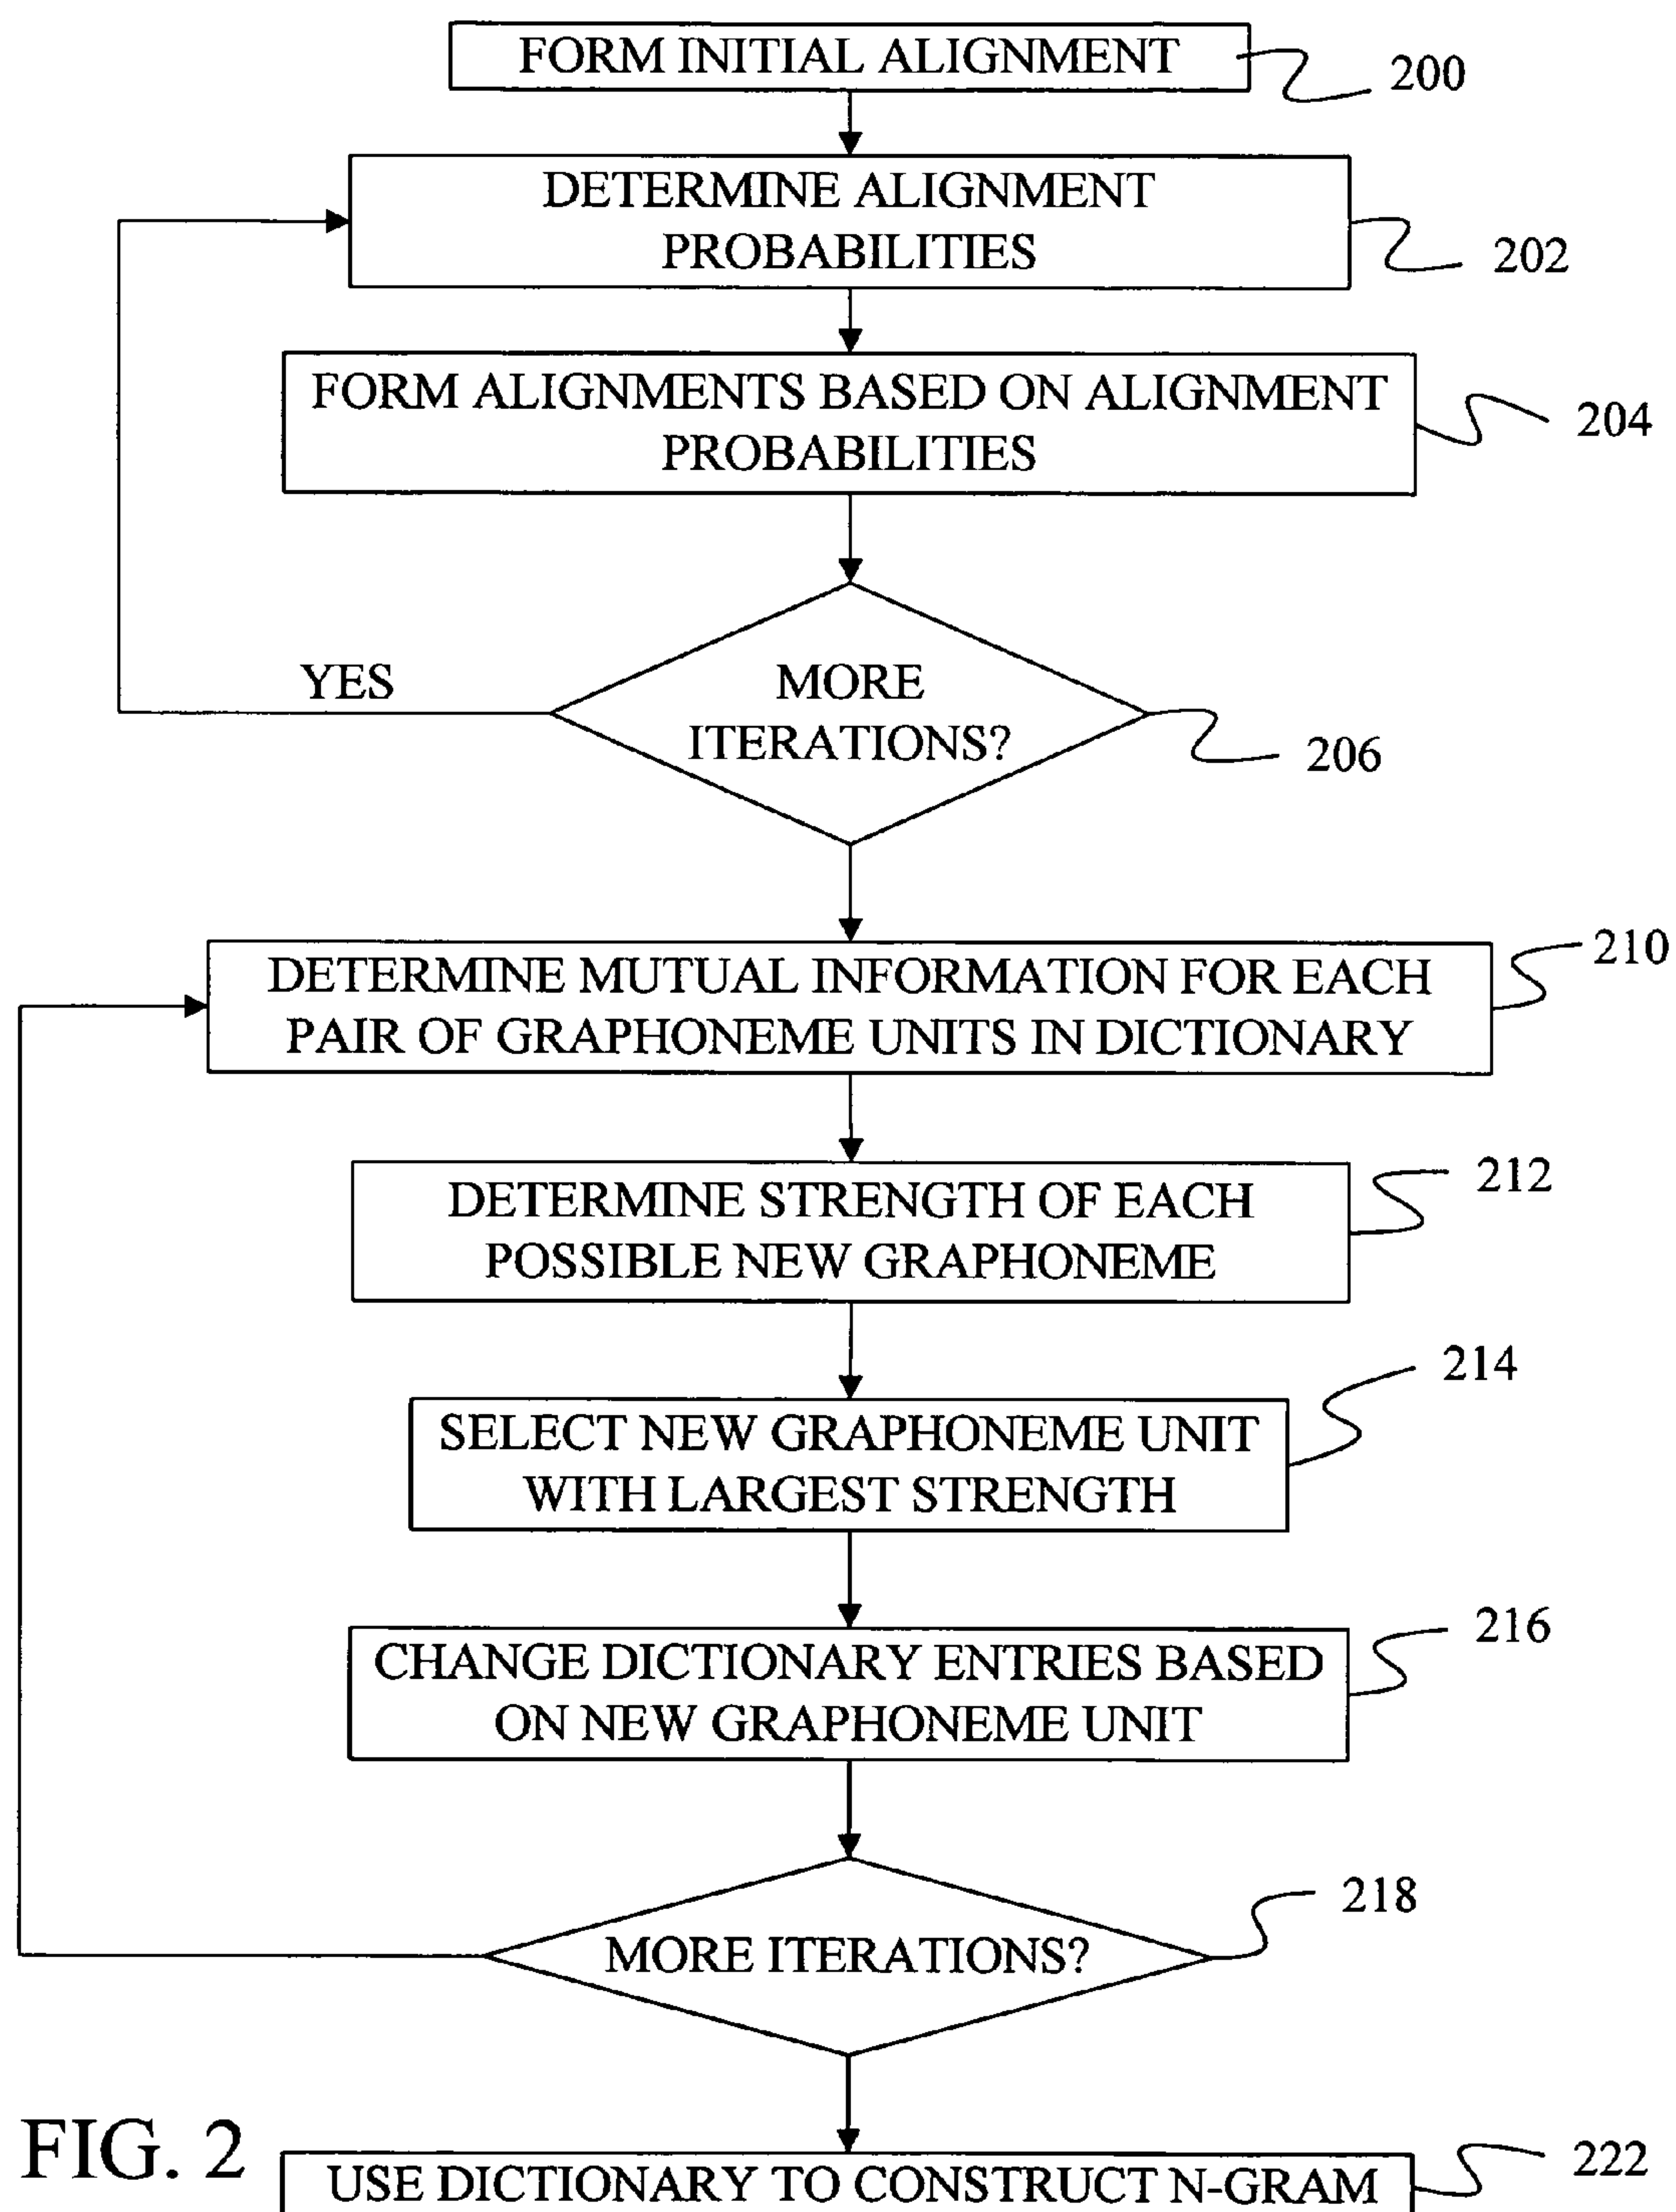 FORM INITIAL ALIGNMENT
200
DETERMINE ALIGNMENT
PROBABILITIES
202
FORM ALIGNMENTS BASED ON ALIGNMENT
PROBABILITIES
204
YES
MORE
ITERATIONS?
206
DETERMINE MUTUAL INFORMATION FOR EACH
PAIR OF GRAPHONEME UNITS IN DICTIONARY
210
DETERMINE STRENGTH OF EACH
POSSIBLE NEW GRAPHONEME
212
SELECT NEW GRAPHONEME UNIT
WITH LARGEST STRENGTH
214
CHANGE DICTIONARY ENTRIES BASED
ON NEW GRAPHONEME UNIT
216
MORE ITERATIONS?
218
FIG. 2
USE DICTIONARY TO CONSTRUCT N-GRAM
222